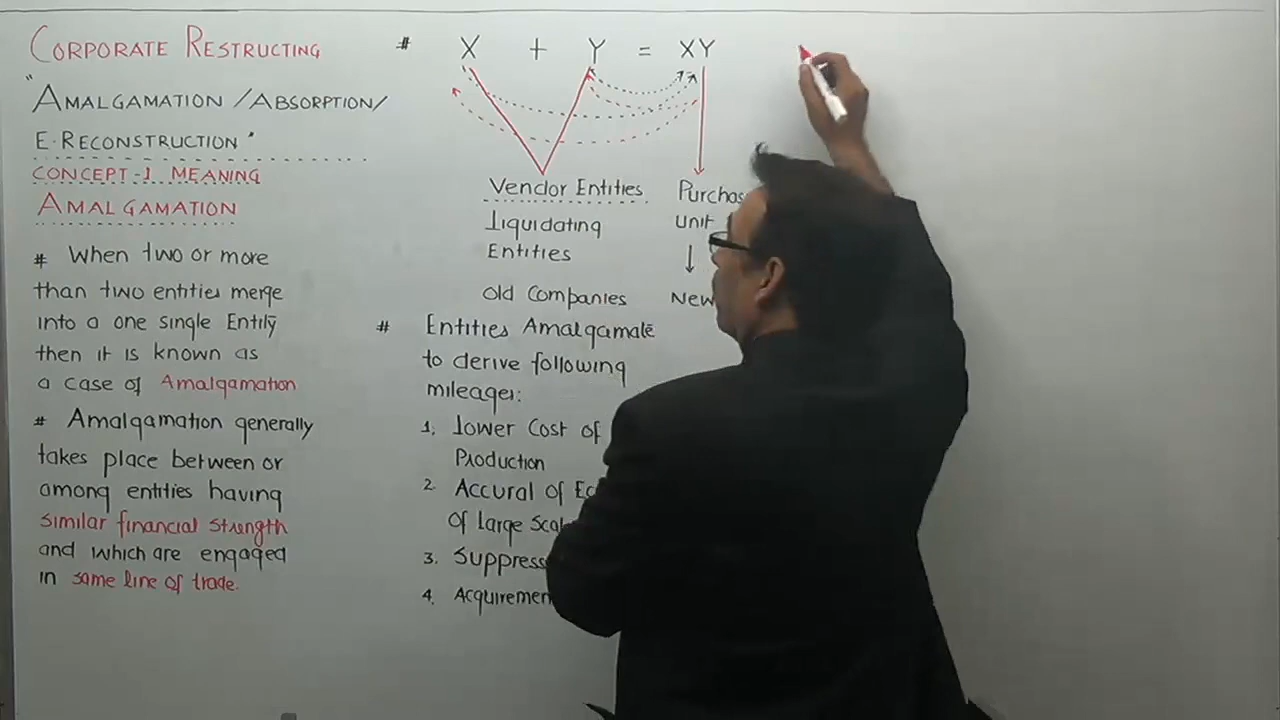 CORPORATE RESTRUCTING
"AMALGAMATION /ABSORPTION/
E.RECONSTRUCTION"
CONCEPT-1 MEANING
AMALGAMATION
# When two or more
than two entities merge
into a one single Entity
then it is known as
a case of Amalgamation
# Amalgamation generally
takes place between or
among entities having
similar financial strength
and which are engaged
in same line of trade.
# X + Y = XY
Vendor Entities
Liquidating
Entities
Old Companies
Purchas
unit
↓
New
# Entities Amalgamate
to derive following
mileages:
1. Lower Cost of
Production
2. Accural of
of Large Scal
3. Suppress
4. Acquiremen